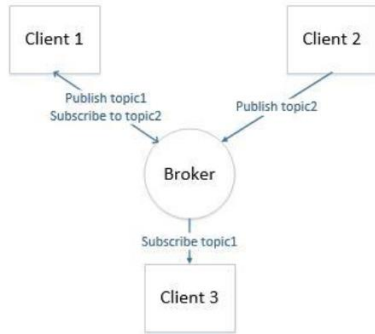 Client 1
Client 2
Publish topic1
Subscribe to topic2
Publish topic2
Broker
Subscribe topic1
Client 3